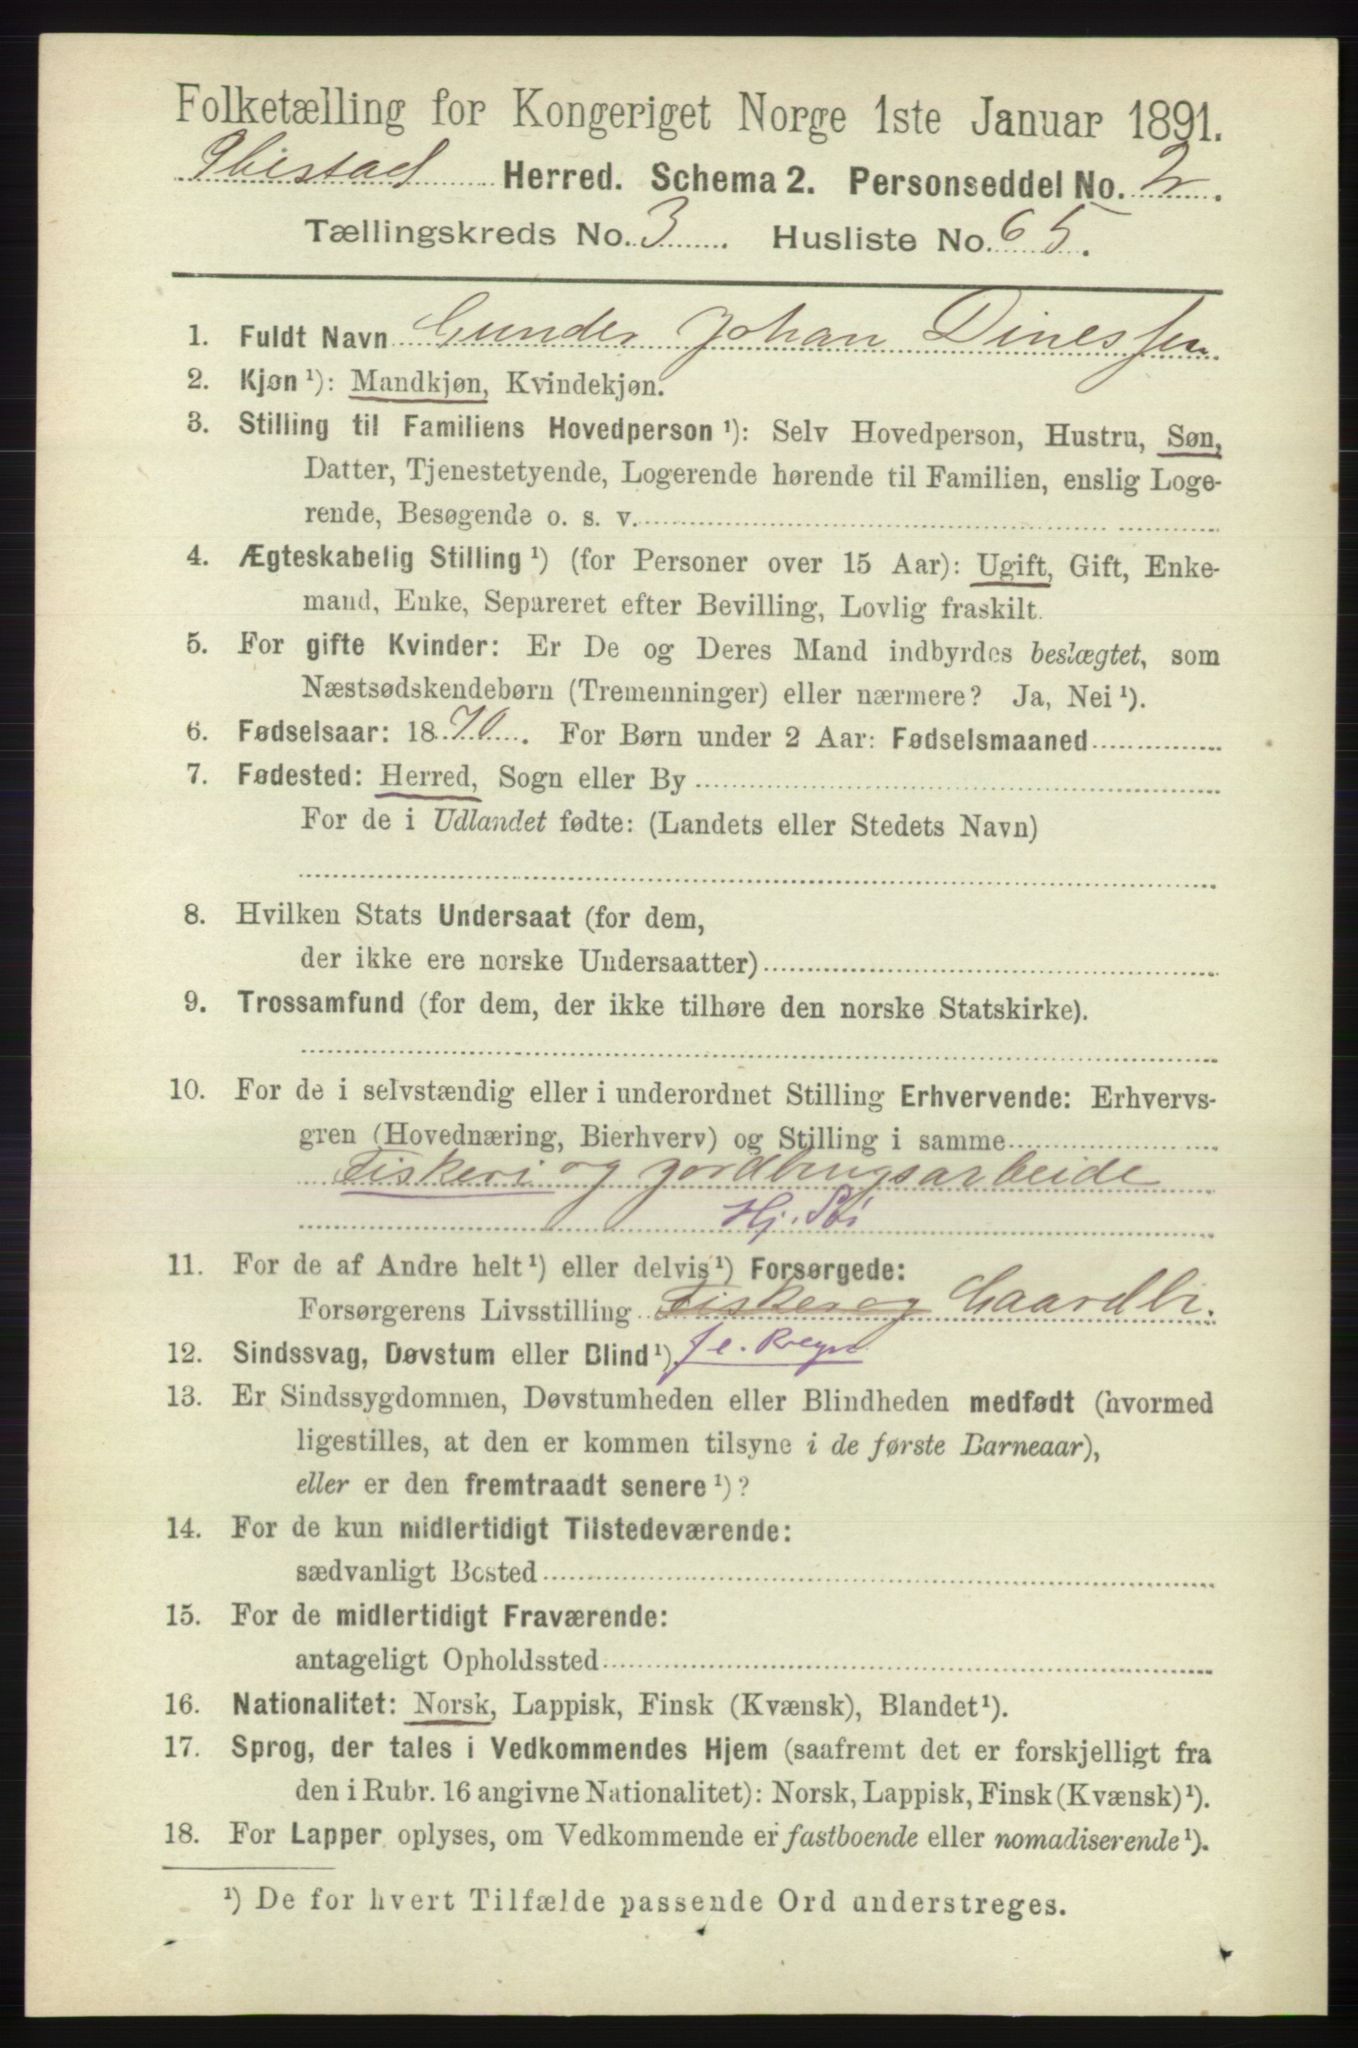 Folketælling for Kongeriget Norge 1ste Januar 1891.
Ibestad Herred. Schema 2. Personseddel No. 2.
Tællingskreds No. 3. Husliste No. 65.
1. Fuldt Navn Gunder Johan Dinessen
2. Kjøn ¹): Mandkjøn, Kvindekjøn.
3. Stilling til Familiens Hovedperson ¹): Selv Hovedperson, Hustru, Søn,
Datter, Tjenestetyende, Logerende hørende til Familien, enslig Loge-
rende, Besøgende o. s. v.
4. Ægteskabelig Stilling ¹) (for Personer over 15 Aar): Ugift, Gift, Enke-
mand, Enke, Separeret efter Bevilling, Lovlig fraskilt.
5. For gifte Kvinder: Er De og Deres Mand indbyrdes beslægtet, som
Næstsødskendebørn (Tremenninger) eller nærmere? Ja, Nei ¹).
6. Fødselsaar: 1870. For Børn under 2 Aar: Fødselsmaaned
7. Fødested: Herred, Sogn eller By
For de i Udlandet fødte: (Landets eller Stedets Navn)
8. Hvilken Stats Undersaat (for dem,
der ikke ere norske Undersaatter)
9. Trossamfund (for dem, der ikke tilhøre den norske Statskirke).
10. For de i selvstændig eller i underordnet Stilling Erhvervende: Erhvervs-
gren (Hovednæring, Bierhverv) og Stilling i samme
Fiskeri og jordbrugsarbeide
Hj. Søi
11. For de af Andre helt ¹) eller delvis ¹) Forsørgede:
Forsørgerens Livsstilling Fisker og Gaardbr.
12. Sindssvag, Døvstum eller Blind ¹)
13. Er Sindssygdommen, Døvstumheden eller Blindheden medfødt (hvormed
ligestilles, at den er kommen tilsyne i de første Barneaar),
eller er den fremtraadt senere ¹)?
14. For de kun midlertidigt Tilstedeværende:
sædvanligt Bosted
15. For de midlertidigt Fraværende:
antageligt Opholdssted
16. Nationalitet: Norsk, Lappisk, Finsk (Kvænsk), Blandet ¹).
17. Sprog, der tales i Vedkommendes Hjem (saafremt det er forskjelligt fra
den i Rubr. 16 angivne Nationalitet): Norsk, Lappisk, Finsk (Kvænsk) ¹).
18. For Lapper oplyses, om Vedkommende er fastboende eller nomadiserende ¹).
¹) De for hvert Tilfælde passende Ord understreges.